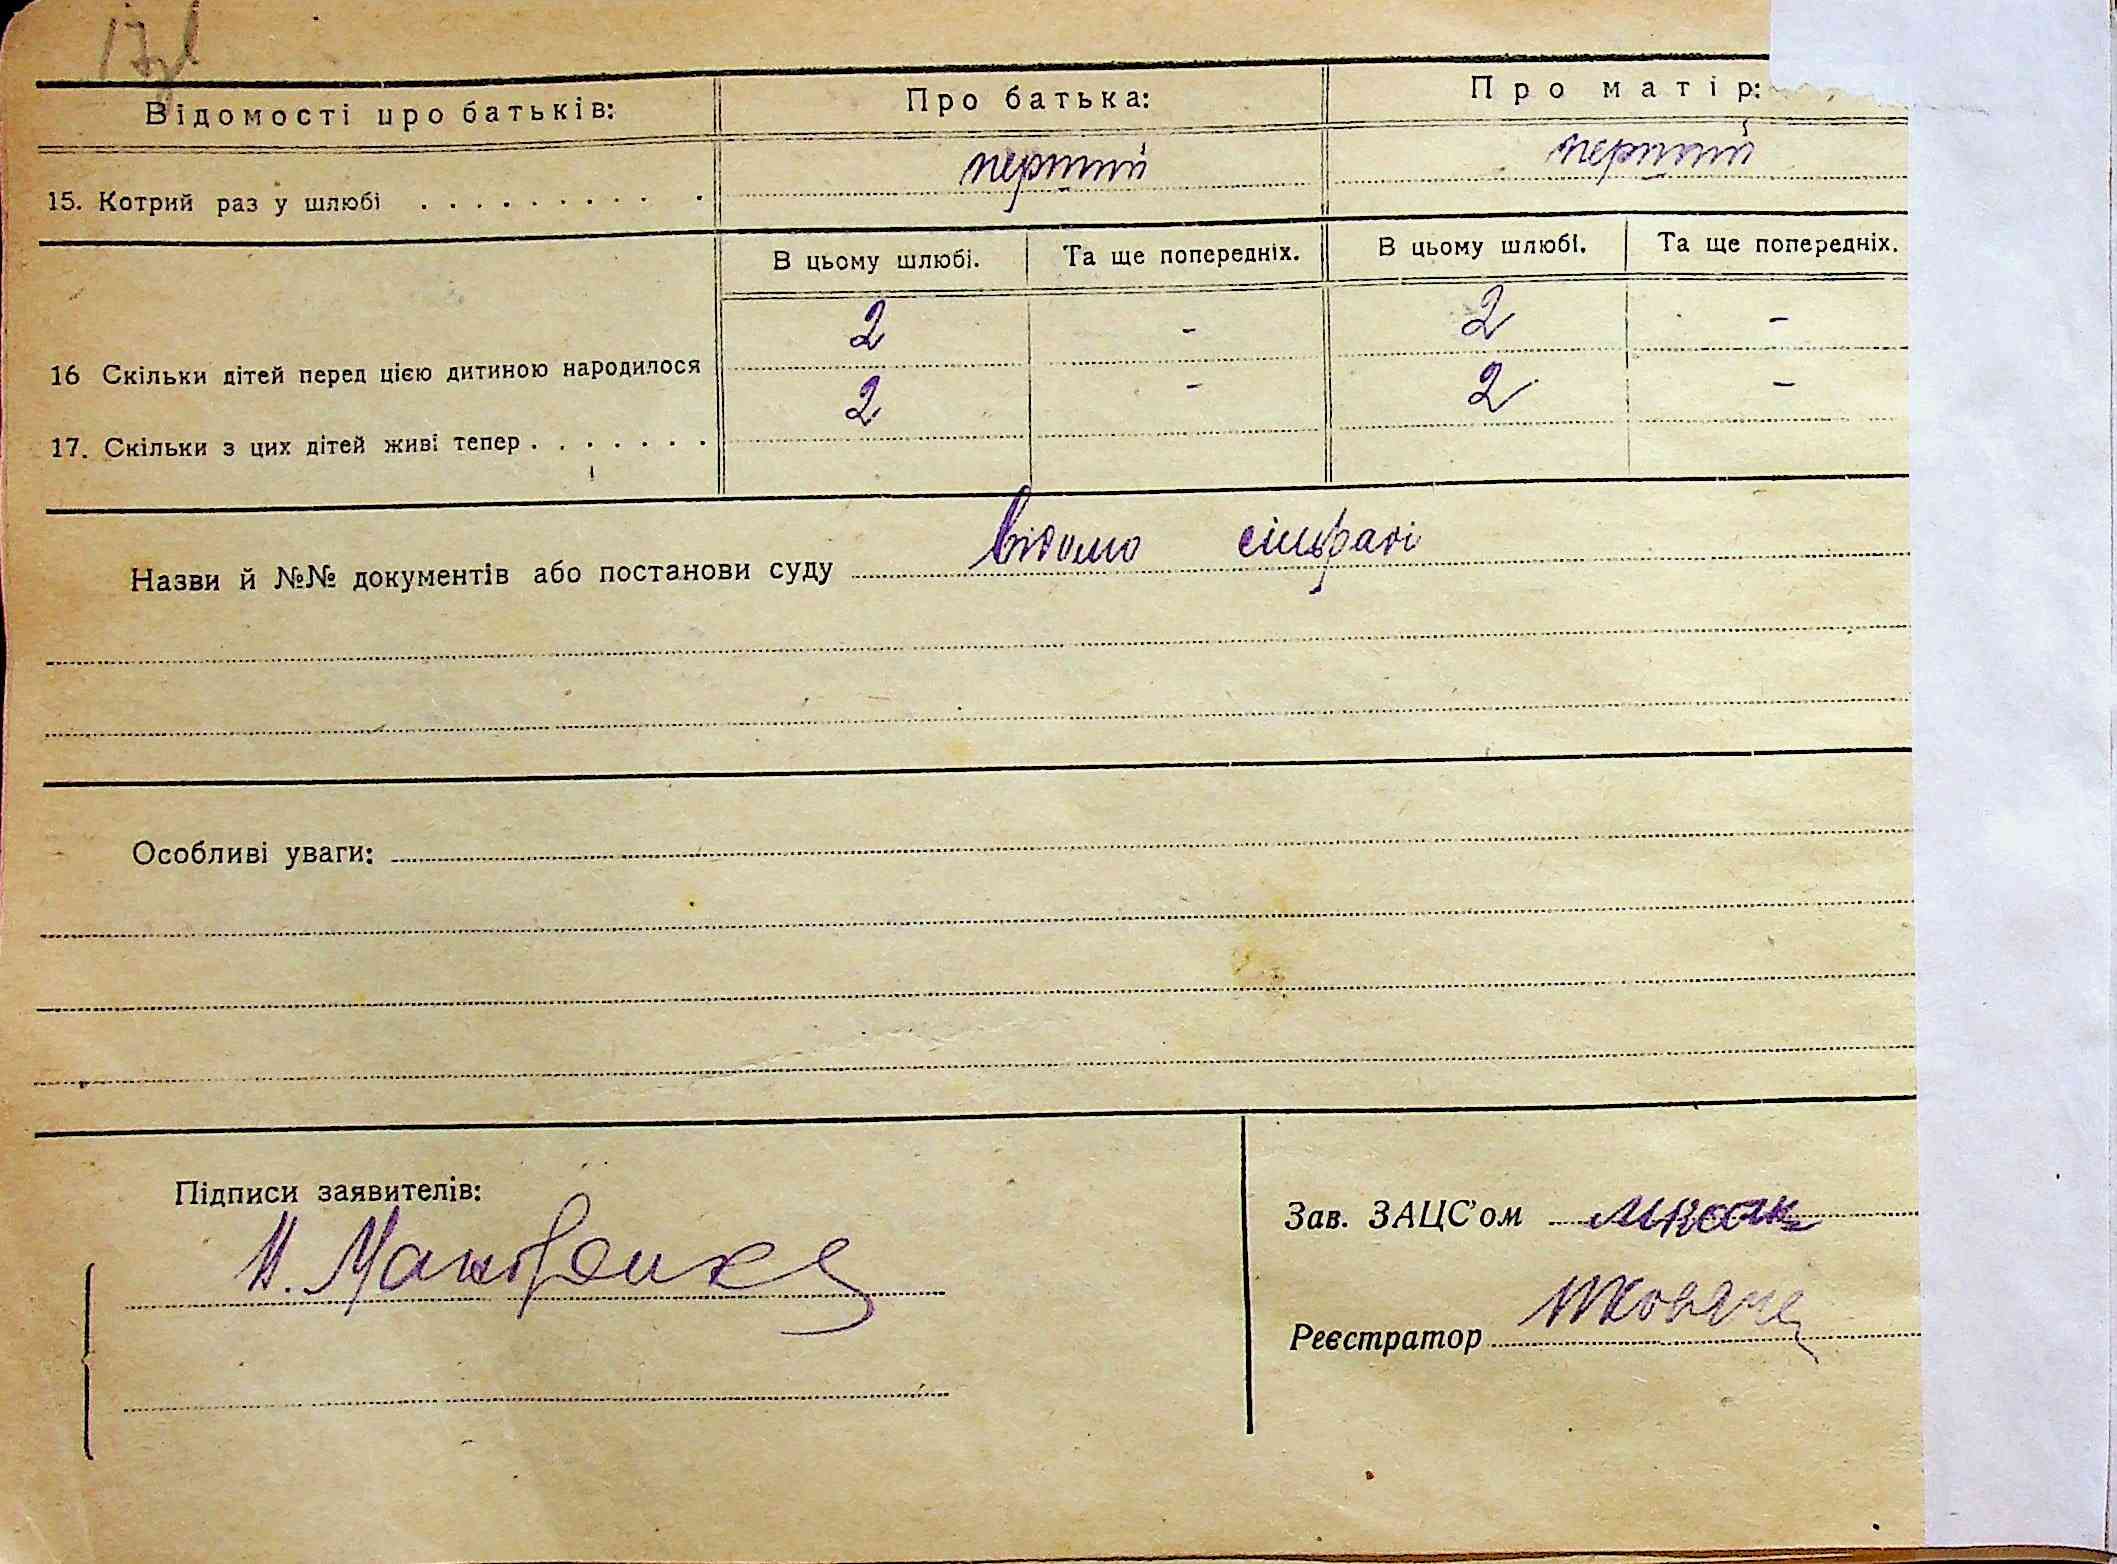 Відомості про батьків: Про батька: Про матір:
15. Котрий раз у шлюбі . . . . . . . . . . перший перший
В цьому шлюбі. Та ще попередніх. В цьому шлюбі. Та ще попередніх.
16 Скільки дітей перед цією дитиною народилося 2 - 2 -
17. Скільки з цих дітей живі тепер . . . . . . . 2 - 2 -
Назви й №№ документів або постанови суду відомо сільраді
Особливі уваги:
Підписи заявителів:
Зав. ЗАЦС'ом
Реєстратор